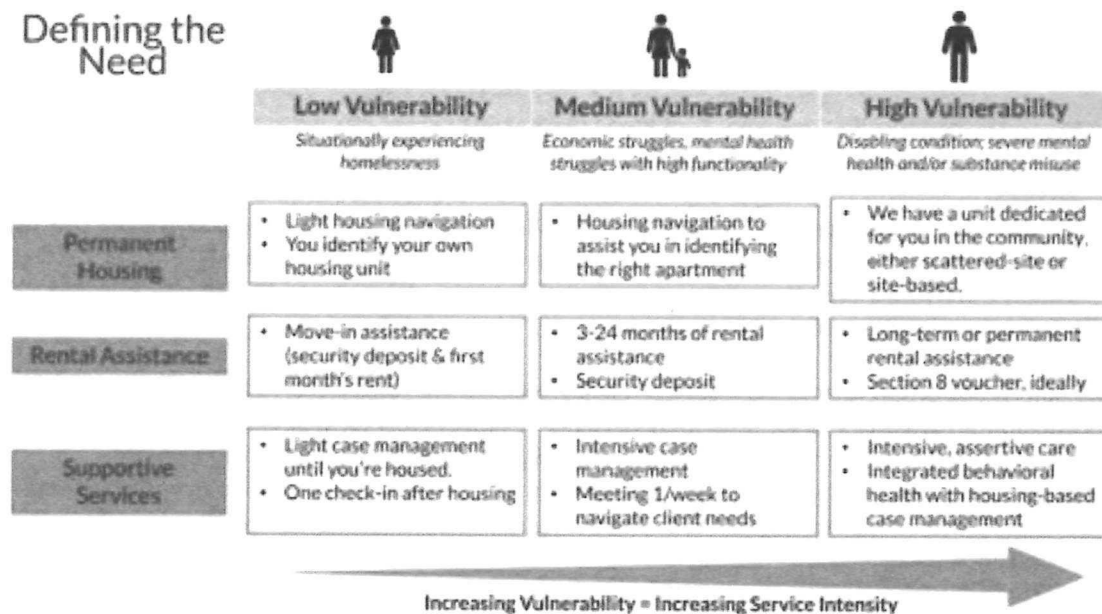 Defining the
Need
Low Vulnerability
Situationally experiencing
homelessness
Medium Vulnerability
Economic struggles, mental health
struggles with high functionality
High Vulnerability
Disabling condition; severe mental
health and/or substance misuse
Permanent
Housing
• Light housing navigation
• You identify your own
housing unit
• Housing navigation to
assist you in identifying
the right apartment
• We have a unit dedicated
for you in the community,
either scattered-site or
site-based.
Rental Assistance
• Move-in assistance
(security deposit & first
month's rent)
• 3-24 months of rental
assistance
• Security deposit
• Long-term or permanent
rental assistance
• Section 8 voucher, ideally
Supportive
Services
• Light case management
until you're housed.
• One check-in after housing
• Intensive case
management
• Meeting 1/week to
navigate client needs
• Intensive, assertive care
• Integrated behavioral
health with housing-based
case management
Increasing Vulnerability = Increasing Service Intensity